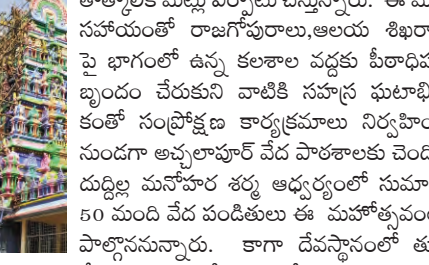 తాత్కాలిక మెట్లు ఏర్పాటు చేస్తున్నారు. ఈ మ
సహాయంతో రాజగోపురాలు,ఆలయ శిఖరా
పై భాగంలో ఉన్న కలశాల వద్దకు పీఠాధిప
బృందం చేరుకుని వాటికి సహస్ర ఘటాభి
కంతో సంప్రోక్షణ కార్యక్రమాలు నిర్వహిం
నుండగా అచ్చలాపూర్ వేద పాఠశాలకు చెంది
దుద్దిల్ల మనోహర శర్మ ఆధ్వర్యంలో సుమా
50 మంది వేద పండితులు ఈ మహోత్సవం
పాల్గొననున్నారు. కాగా దేవస్థానంలో తు